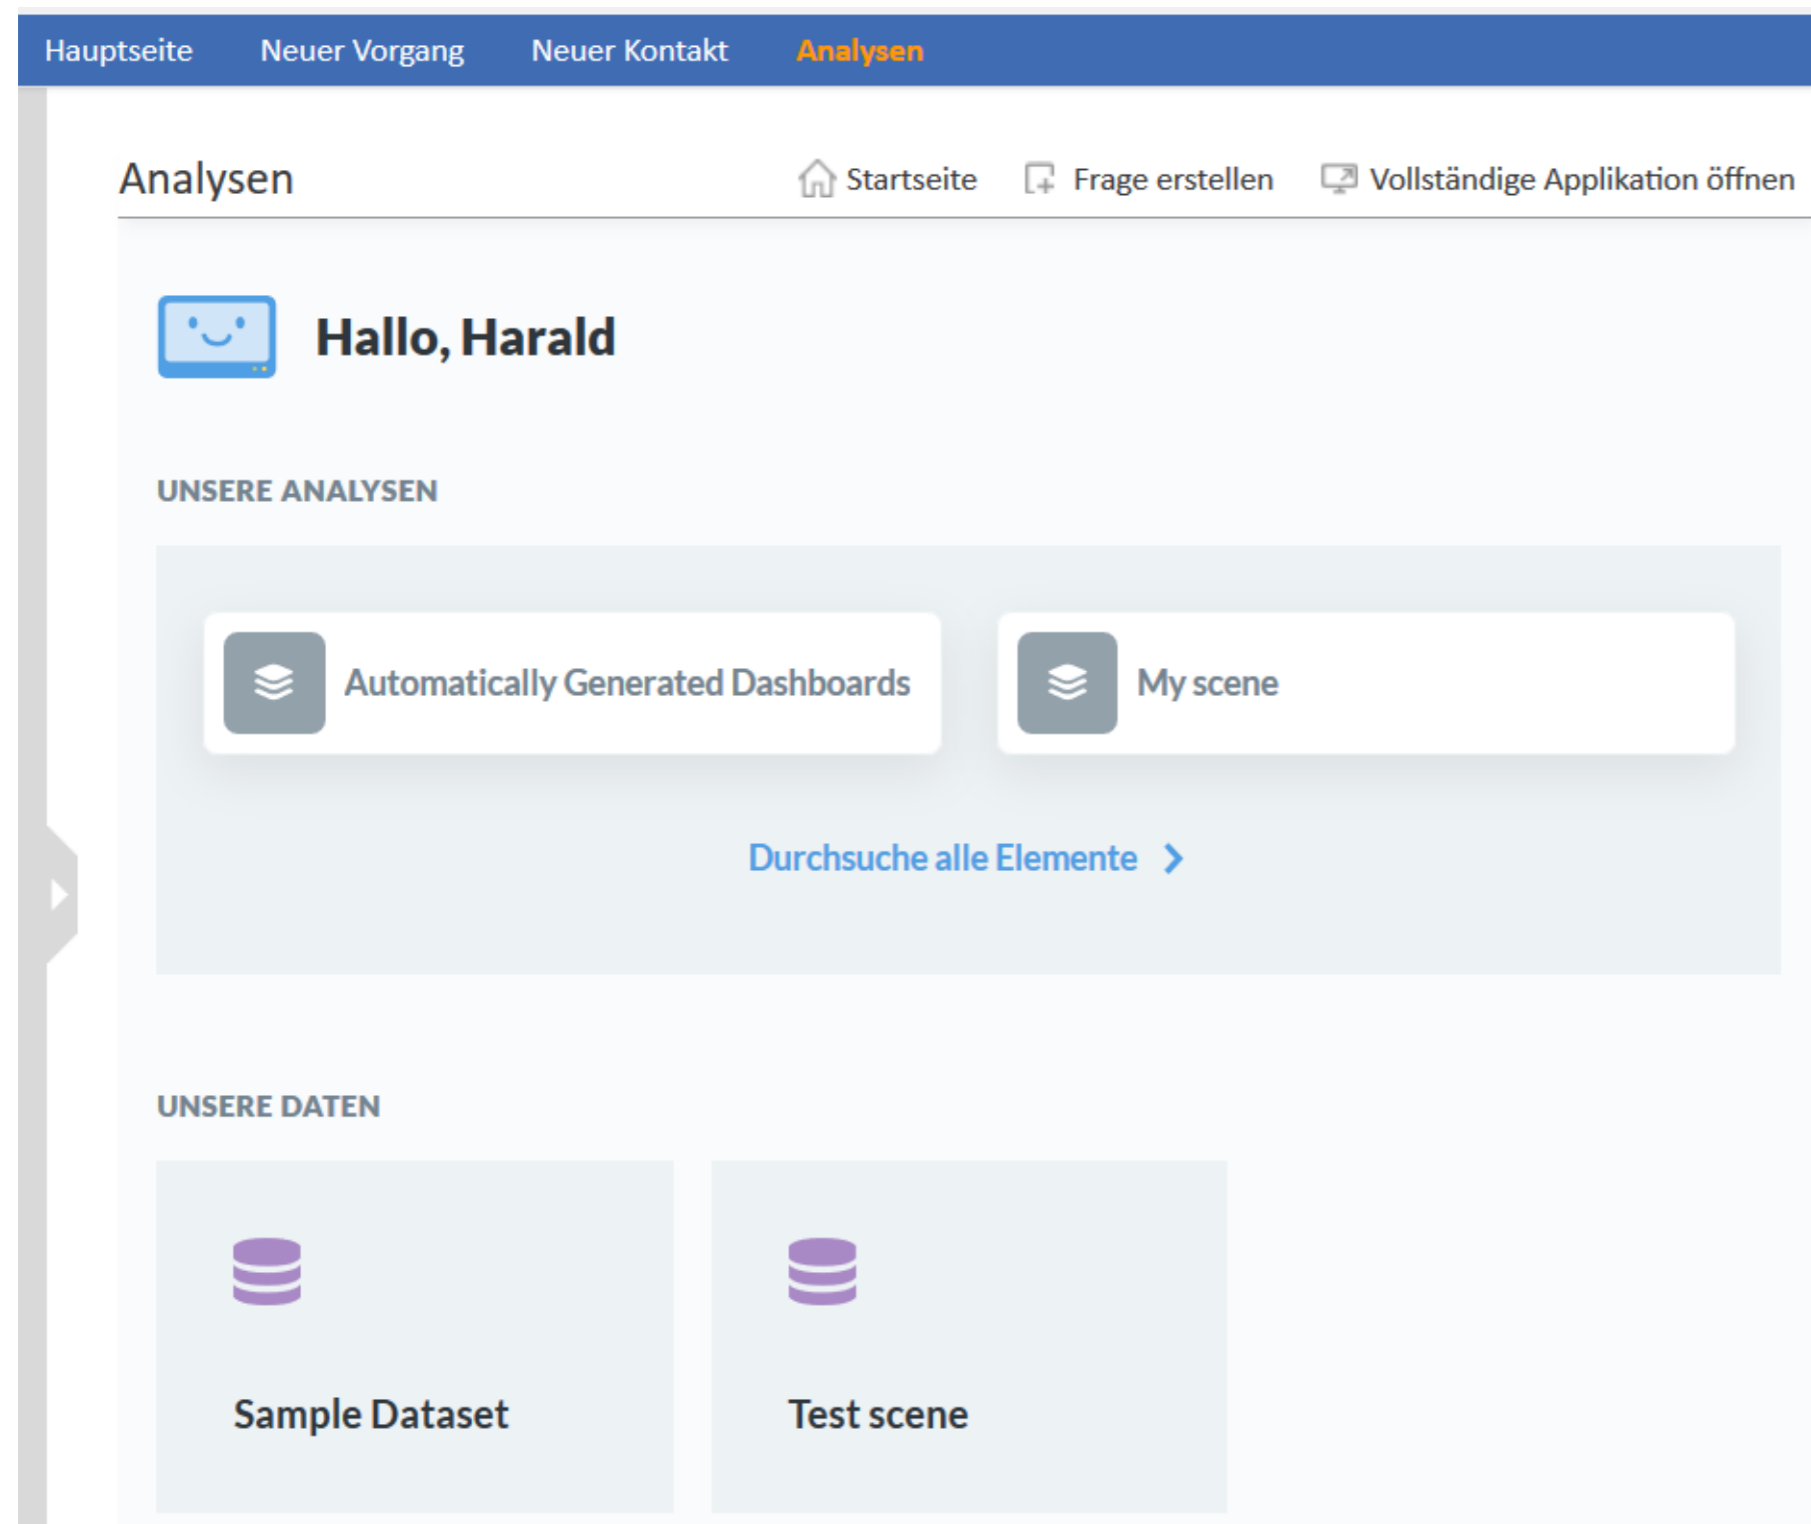 Hauptseite Neuer Vorgang Neuer Kontakt Analysen
Analysen Startseite Frage erstellen Vollständige Applikation öffnen
Hallo, Harald
UNSERE ANALYSEN
Automatically Generated Dashboards My scene
Durchsuche alle Elemente
UNSERE DATEN
Sample Dataset Test scene